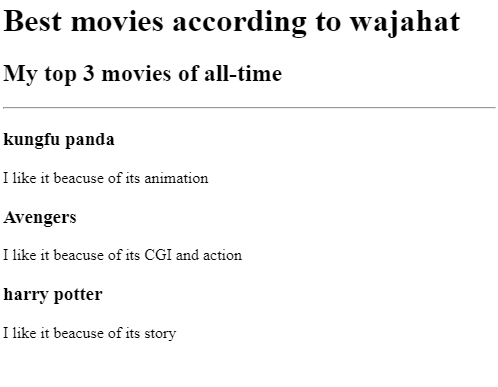 Best movies according to wajahat
My top 3 movies of all-time
kungfu panda
I like it beacuse of its animation
Avengers
I like it beacuse of its CGI and action
harry potter
I like it beacuse of its story